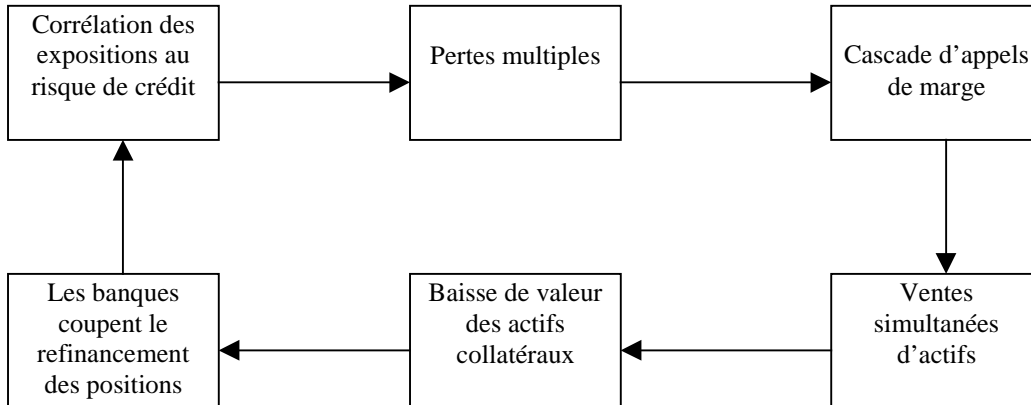 Corrélation des
expositions au
risque de crédit
Pertes multiples
Cascade d’appels
de marge
Les banques
coupent le
refinancement
des positions
Baisse de valeur
des actifs
collatéraux
Ventes
simultanées
d’actifs